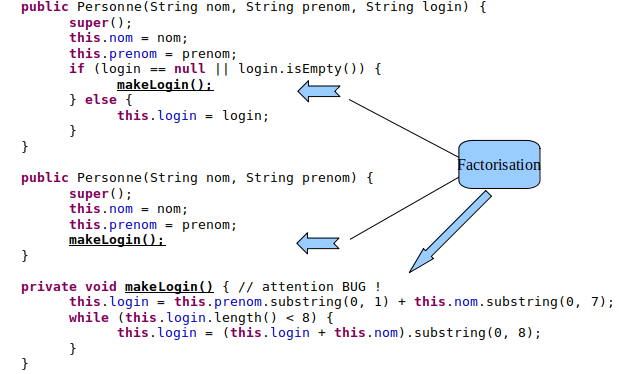 public Personne(String nom, String prenom, String login) {
super();
this.nom = nom;
this.prenom = prenom;
if (login == null || login.isEmpty()) {
makeLogin();
} else {
this.login = login;
}
}
public Personne(String nom, String prenom) {
super();
this.nom = nom;
this.prenom = prenom;
makeLogin();
}
private void makeLogin() { // attention BUG !
this.login = this.prenom.substring(0, 1) + this.nom.substring(0, 7);
while (this.login.length() < 8) {
this.login = (this.login + this.nom).substring(0, 8);
}
}
Factorisation